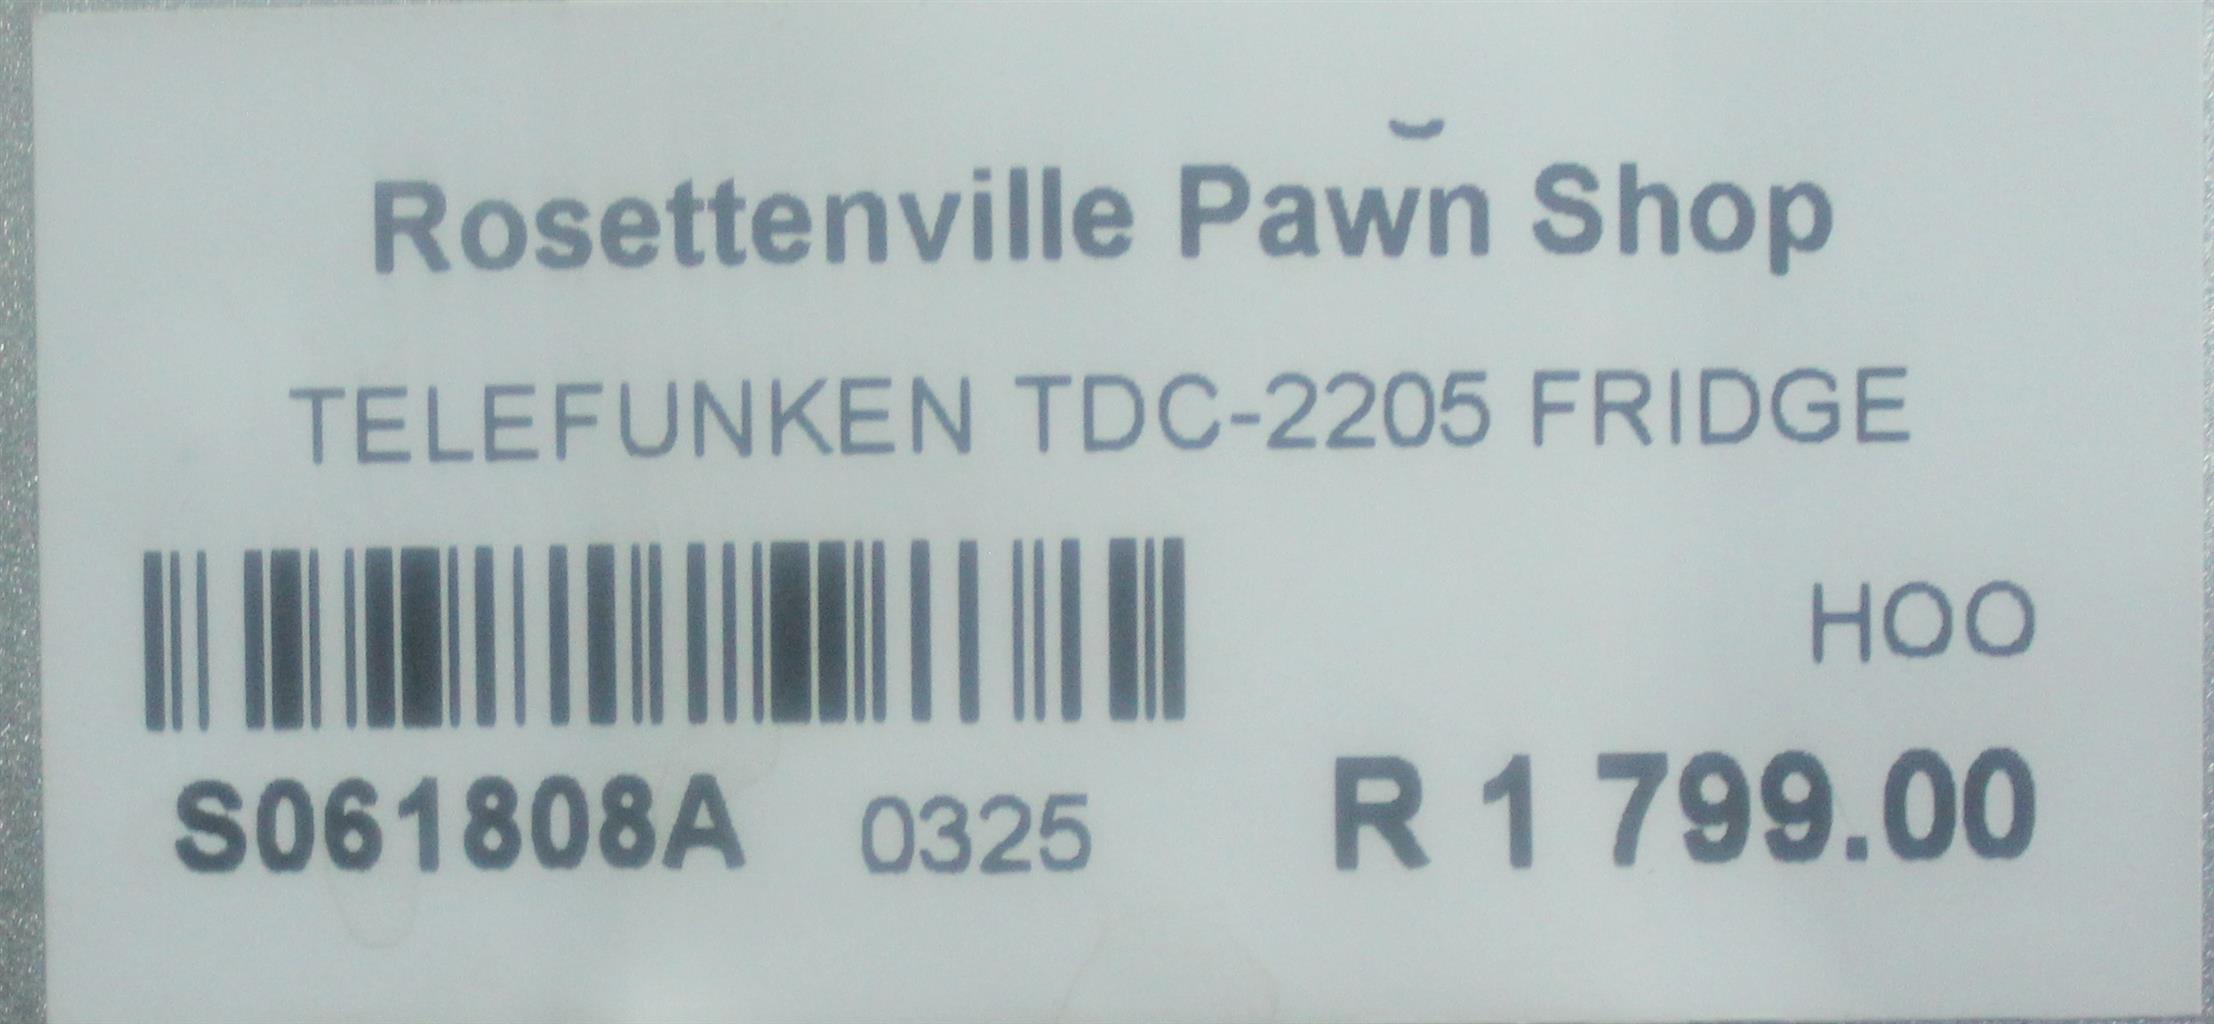 Rosettenville Pawn Shop
TELEFUNKEN TDC-2205 FRIDGE
HOO
S061808A 0325 R 1 799.00